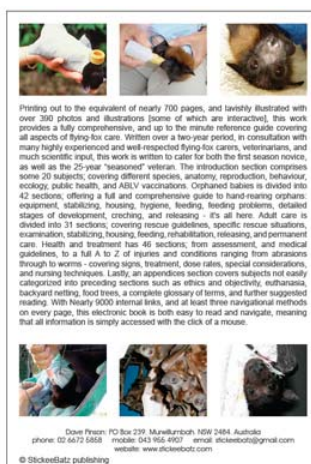 Printing out to the equivalent of nearly 700 pages, and lavishly illustrated with
over 390 photos and illustrations [some of which are interactive], this work
provides a fully comprehensive, and up to the minute reference guide covering
all aspects of flying-fox care. Written over a two-year period, in consultation with
many highly experienced and well-respected flying-fox carers, veterinarians, and
much scientific input, this work is written to cater for both the first season novice,
as well as the 25-year "seasoned" veteran. The introduction section comprises
some 20 subjects; covering different species, anatomy, reproduction, behaviour,
ecology, public health, and ABLV vaccinations. Orphaned babies is divided into
42 sections; offering a full and comprehensive guide to hand-rearing orphans:
equipment, stabilizing, housing, hygiene, feeding, feeding problems, detailed
stages of development, creching, and releasing - it's all here. Adult care is
divided into 31 sections; covering rescue guidelines, specific rescue situations,
examination, stabilizing, housing, feeding, rehabilitation, releasing, and permanent
care. Health and treatment has 46 sections; from assessment, and medical
guidelines, to a full A to Z of injuries and conditions ranging from abrasions
through to worms - covering signs, treatment, dose rates, special considerations,
and nursing techniques. Lastly, an appendices section covers subjects not easily
categorized into preceding sections such as ethics and objectivity, euthanasia,
backyard netting, food trees, a complete glossary of terms, and further suggested
reading. With Nearly 9000 internal links, and at least three navigational methods
on every page, this electronic book is both easy to read and navigate, meaning
that all information is simply accessed with the click of a mouse.
Dave Pinson: PO Box 239. Murwillumbah. NSW 2484. Australia
phone: 02 6672 5858 mobile: 043 955 4907 email: stickeebatz@gmail.com
website: www.stickeebatz.com
© StickeeBatz publishing